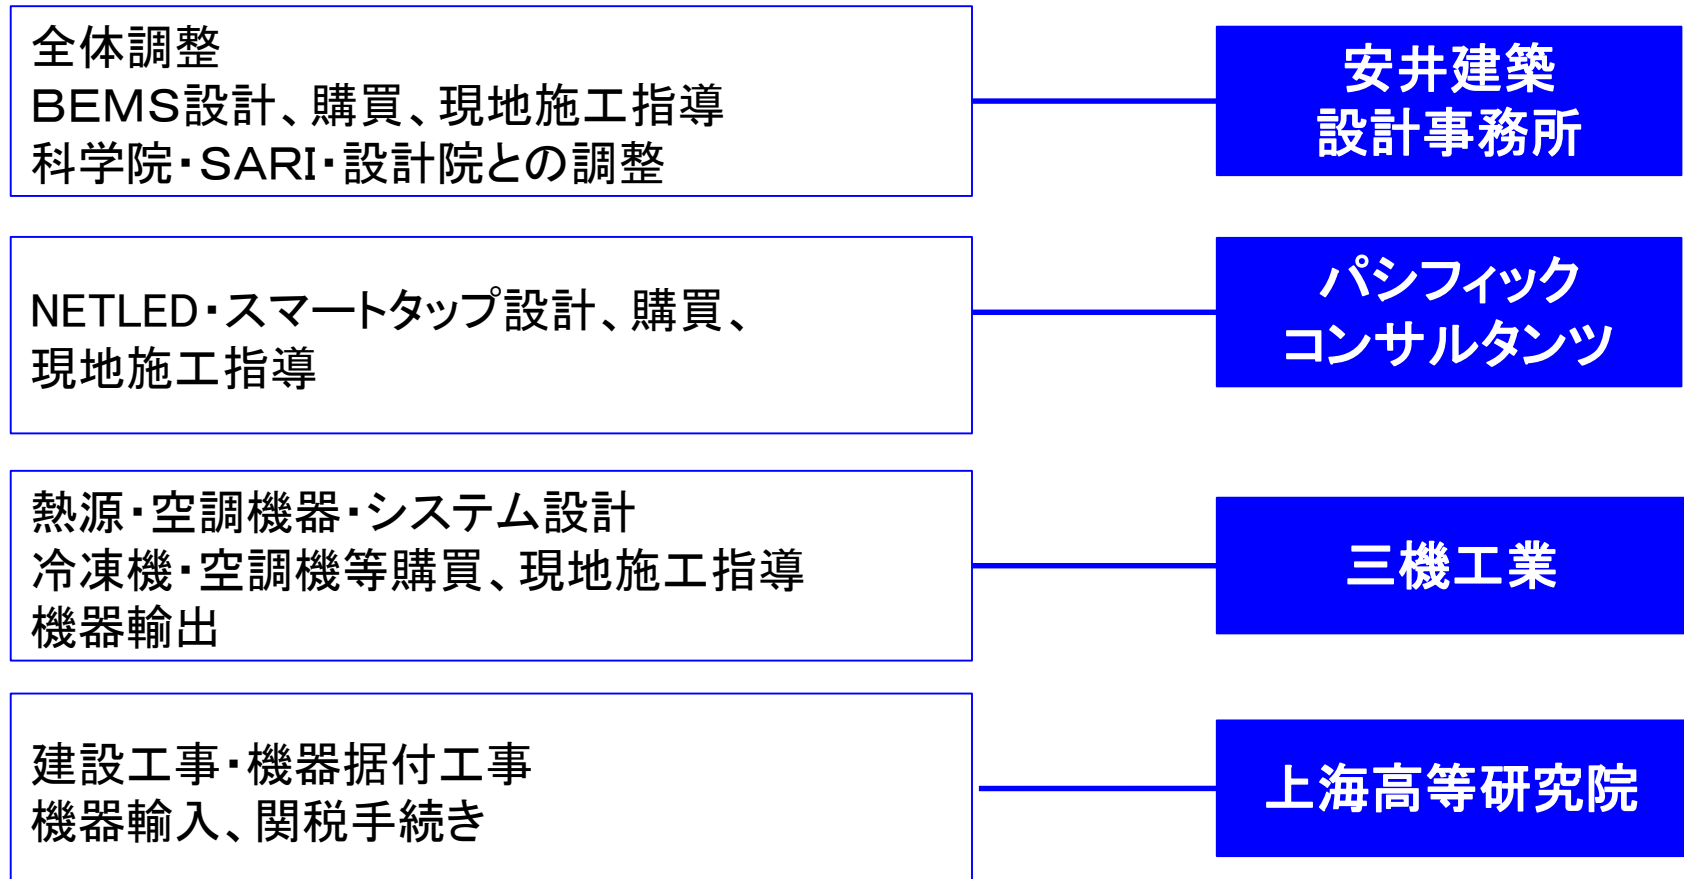 全体調整
BEMS設計、購買、現地施工指導
科学院・SARI・設計院との調整
安井建築
設計事務所
NETLED・スマートタップ設計、購買、
現地施工指導
パシフィック
コンサルタンツ
熱源・空調機器・システム設計
冷凍機・空調機等購買、現地施工指導
機器輸出
三機工業
建設工事・機器据付工事
機器輸入、関税手続き
上海高等研究院